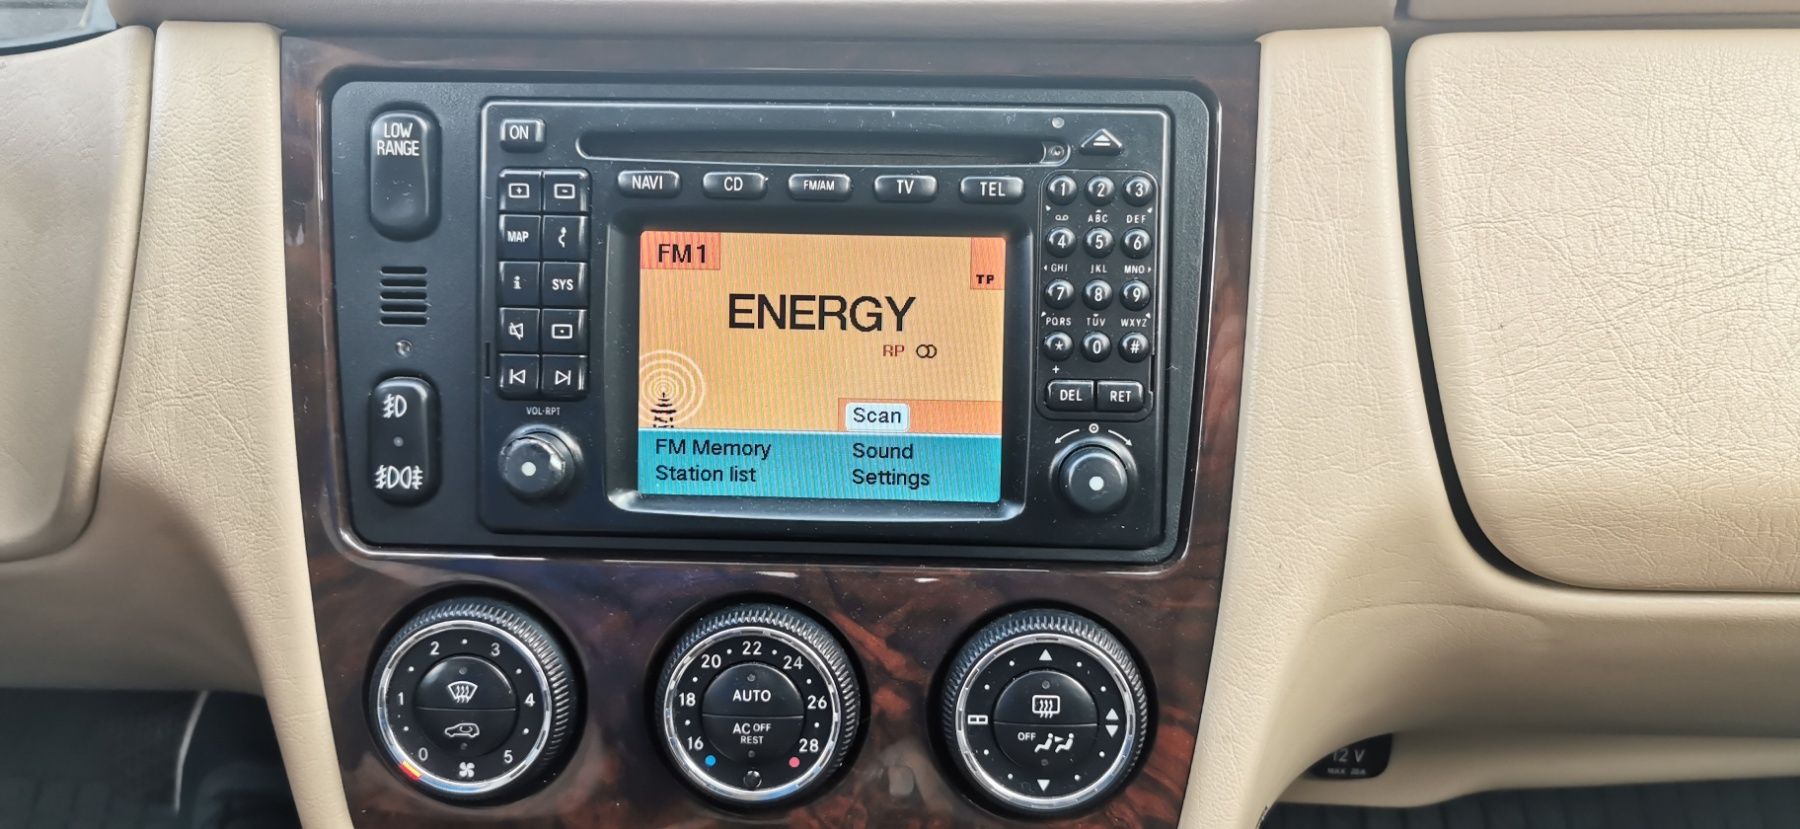 LOW
RANGE
ON
NAVI
CD
FM/AM
TV
TEL
MAP
i
SYS
VOL·RPT
FM1
TP
ENERGY
RP
Scan
FM Memory
Sound
Station list
Settings
1 2 3
ABC DEF
4 5 6
GHI JKL MNO
7 8 9
PQRS TUV WXYZ
* 0 #
+
DEL RET
0 1 2 3 4 5
16 18 20 22 24 26 28
AUTO
AC OFF
REST
OFF
12 V
MAX 20A